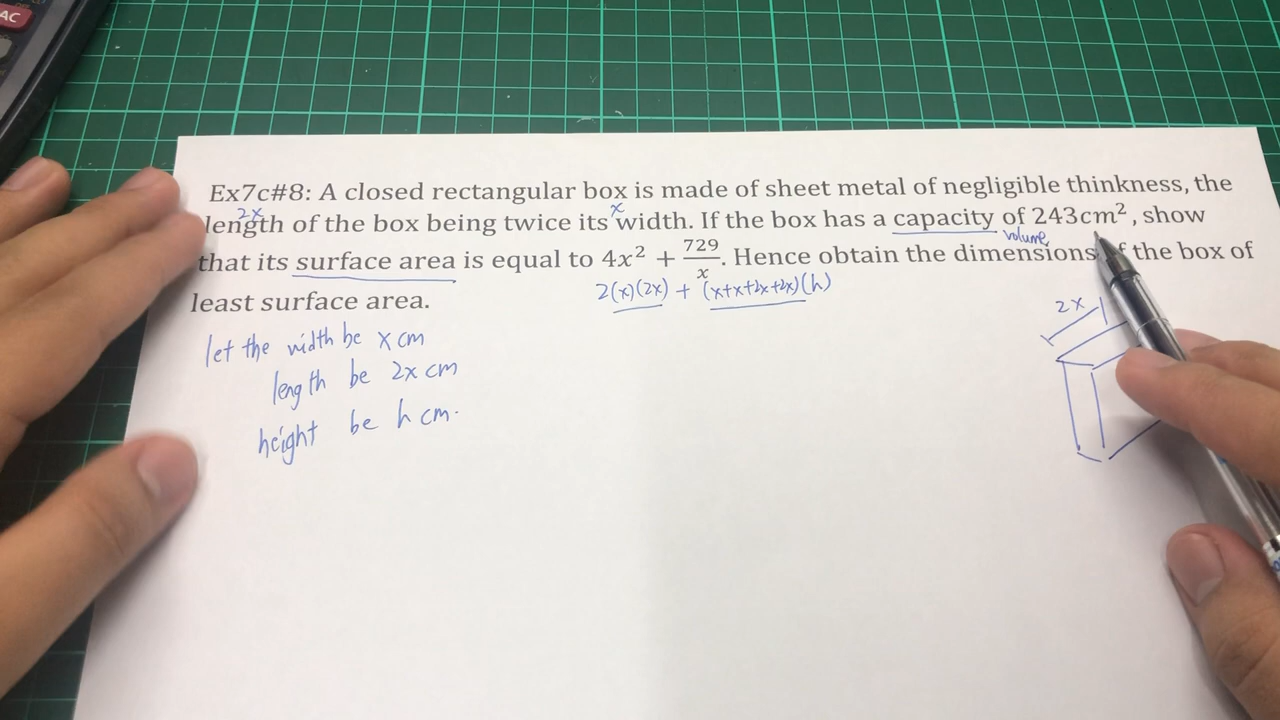 AC
Ex7c#8: A closed rectangular box is made of sheet metal of negligible thinkness, the
2x x
length of the box being twice its width. If the box has a capacity of 243cm², show
volume
that its surface area is equal to 4x² + 729/x. Hence obtain the dimensions of the box of
2(x)(2x) + (x+x+2x+2x)(h)
least surface area.
2x
let the width be x cm
length be 2x cm
height be h cm.